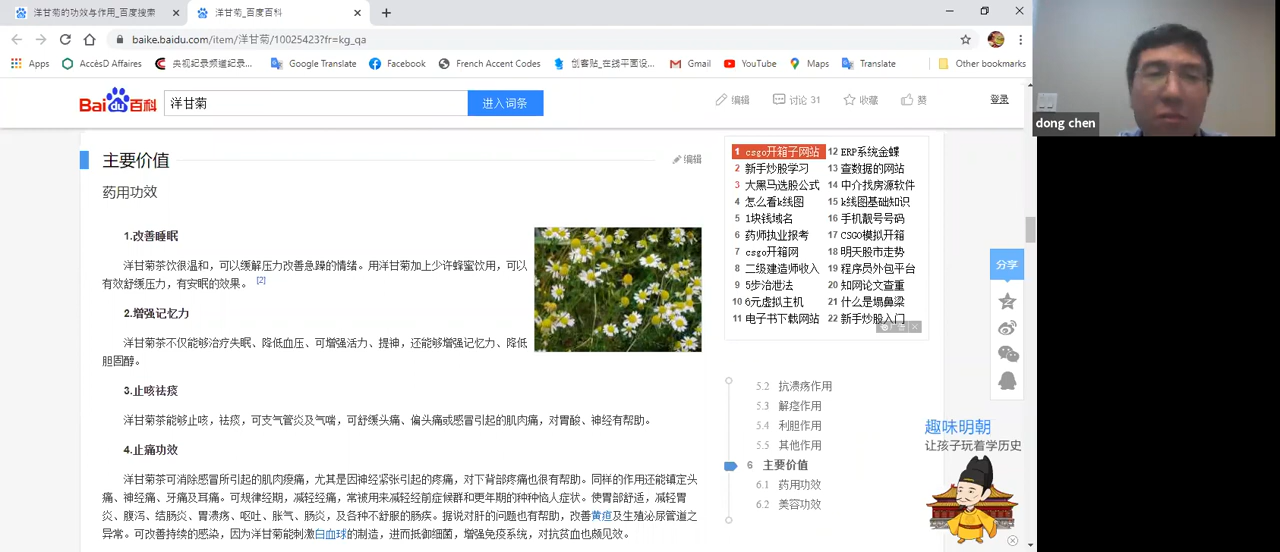 洋甘菊的功效与作用_百度搜索
洋甘菊_百度百科
baike.baidu.com/item/洋甘菊/10025423?fr=kg_qa
Apps
AccèsD Affaires
央视纪录频道纪录...
Google Translate
Facebook
French Accent Codes
创客贴_在线平面设...
Gmail
YouTube
Maps
Translate
Other bookmarks
Baidu百科
洋甘菊
进入词条
编辑
讨论 31
收藏
赞
登录
主要价值
编辑
药用功效
1.改善睡眠
洋甘菊茶饮很温和，可以缓解压力改善急躁的情绪。用洋甘菊加上少许蜂蜜饮用，可以
有效舒缓压力，有安眠的效果。 [2]
2.增强记忆力
洋甘菊茶不仅能够治疗失眠、降低血压、可增强活力、提神，还能够增强记忆力、降低
胆固醇。
3.止咳祛痰
洋甘菊茶能够止咳，祛痰，可支气管炎及气喘，可舒缓头痛、偏头痛或感冒引起的肌肉痛，对胃酸、神经有帮助。
4.止痛功效
洋甘菊茶可消除感冒所引起的肌肉痠痛，尤其是因神经紧张引起的疼痛，对下背部疼痛也很有帮助。同样的作用还能镇定头
痛、神经痛、牙痛及耳痛。可规律经期，减轻经痛，常被用来减轻经前症候群和更年期的种种恼人症状。使胃部舒适，减轻胃
炎、腹泻、结肠炎、胃溃疡、呕吐、胀气、肠炎，及各种不舒服的肠疾。据说对肝的问题也有帮助，改善黄疸及生殖泌尿管道之
异常。可改善持续的感染，因为洋甘菊能刺激白血球的制造，进而抵御细菌，增强免疫系统，对抗贫血也颇见效。
1 csgo开箱子网站
2 新手炒股学习
3 大黑马选股公式
4 怎么看k线图
5 1块钱域名
6 药师执业报考
7 csgo开箱网
8 二级建造师收入
9 5步治泄法
10 6元虚拟主机
11 电子书下载网站
12 ERP系统金蝶
13 查数据的网站
14 中介找房源软件
15 k线图基础知识
16 手机靓号号码
17 CSGO模拟开箱
18 明天股市走势
19 程序员外包平台
20 知网论文查重
21 什么是塌鼻梁
22 新手炒股入门
广告
5.2 抗溃疡作用
5.3 解痉作用
5.4 利胆作用
5.5 其他作用
6 主要价值
6.1 药用功效
6.2 美容功效
分享
趣味明朝
让孩子玩着学历史
dong chen